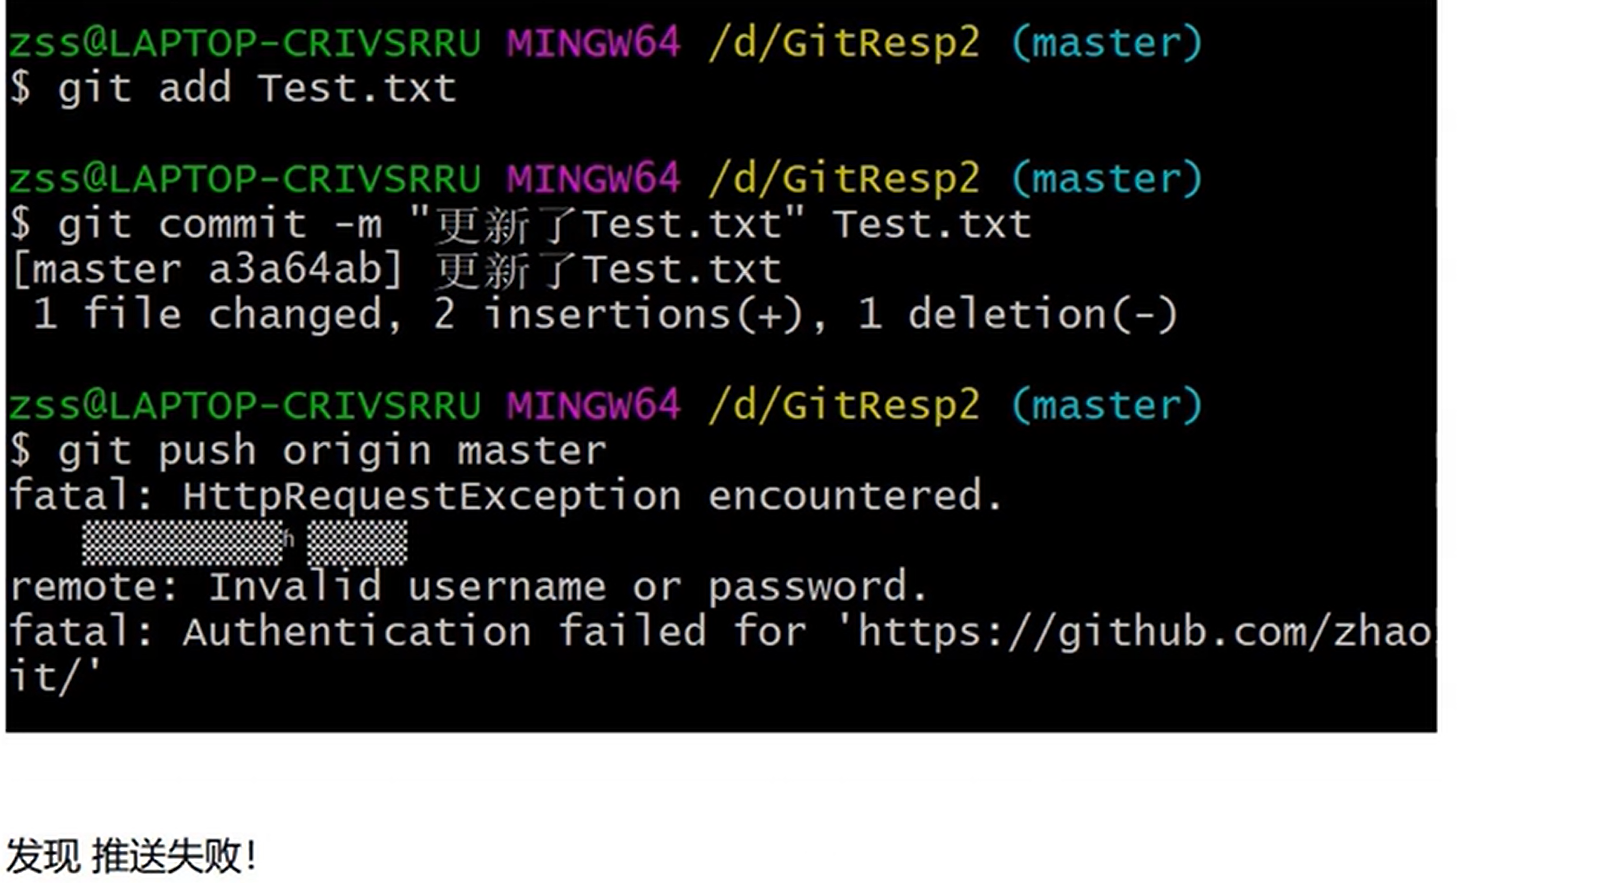 zss@LAPTOP-CRIVSRRU MINGW64 /d/GitResp2 (master)
$ git add Test.txt
zss@LAPTOP-CRIVSRRU MINGW64 /d/GitResp2 (master)
$ git commit -m "更新了Test.txt" Test.txt
[master a3a64ab] 更新了Test.txt
1 file changed, 2 insertions(+), 1 deletion(-)
zss@LAPTOP-CRIVSRRU MINGW64 /d/GitResp2 (master)
$ git push origin master
fatal: HttpRequestException encountered.
remote: Invalid username or password.
fatal: Authentication failed for 'https://github.com/zhao
it/'
发现 推送失败!